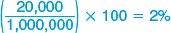 (20,000 / 1,000,000) × 100 = 2%